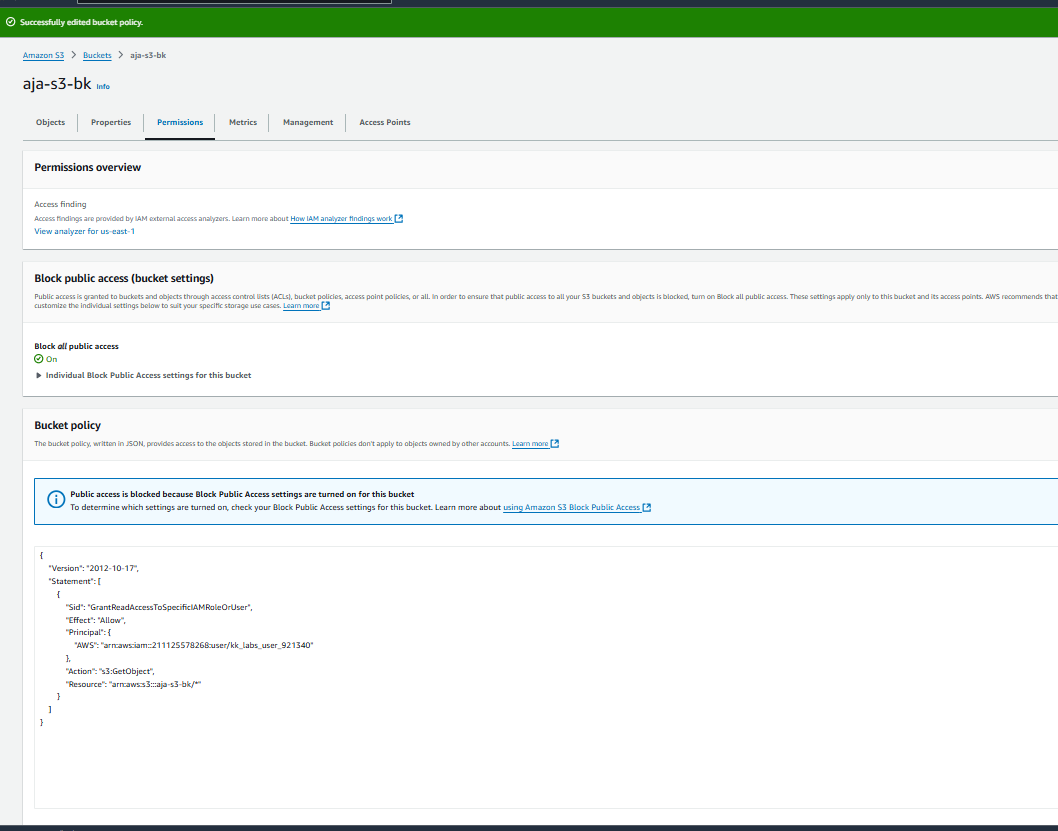 Successfully edited bucket policy.
Amazon S3 > Buckets > aja-s3-bk
aja-s3-bk Info
Objects Properties Permissions Metrics Management Access Points
Permissions overview
Access finding
Access findings are provided by IAM external access analyzers. Learn more about How IAM analyzer findings work
View analyzer for us-east-1
Block public access (bucket settings)
Public access is granted to buckets and objects through access control lists (ACLs), bucket policies, access point policies, or all. In order to ensure that public access to all your S3 buckets and objects is blocked, turn on Block all public access. These settings apply only to this bucket and its access points. AWS recommends that
customize the individual settings below to suit your specific storage use cases. Learn more
Block all public access
On
Individual Block Public Access settings for this bucket
Bucket policy
The bucket policy, written in JSON, provides access to the objects stored in the bucket. Bucket policies don't apply to objects owned by other accounts. Learn more
Public access is blocked because Block Public Access settings are turned on for this bucket
To determine which settings are turned on, check your Block Public Access settings for this bucket. Learn more about using Amazon S3 Block Public Access
{
"Version": "2012-10-17",
"Statement": [
{
"Sid": "GrantReadAccessToSpecificIAMRoleOrUser",
"Effect": "Allow",
"Principal": {
"AWS": "arn:aws:iam::211125578268:user/kk_labs_user_921340"
},
"Action": "s3:GetObject",
"Resource": "arn:aws:s3:::aja-s3-bk/*"
}
]
}